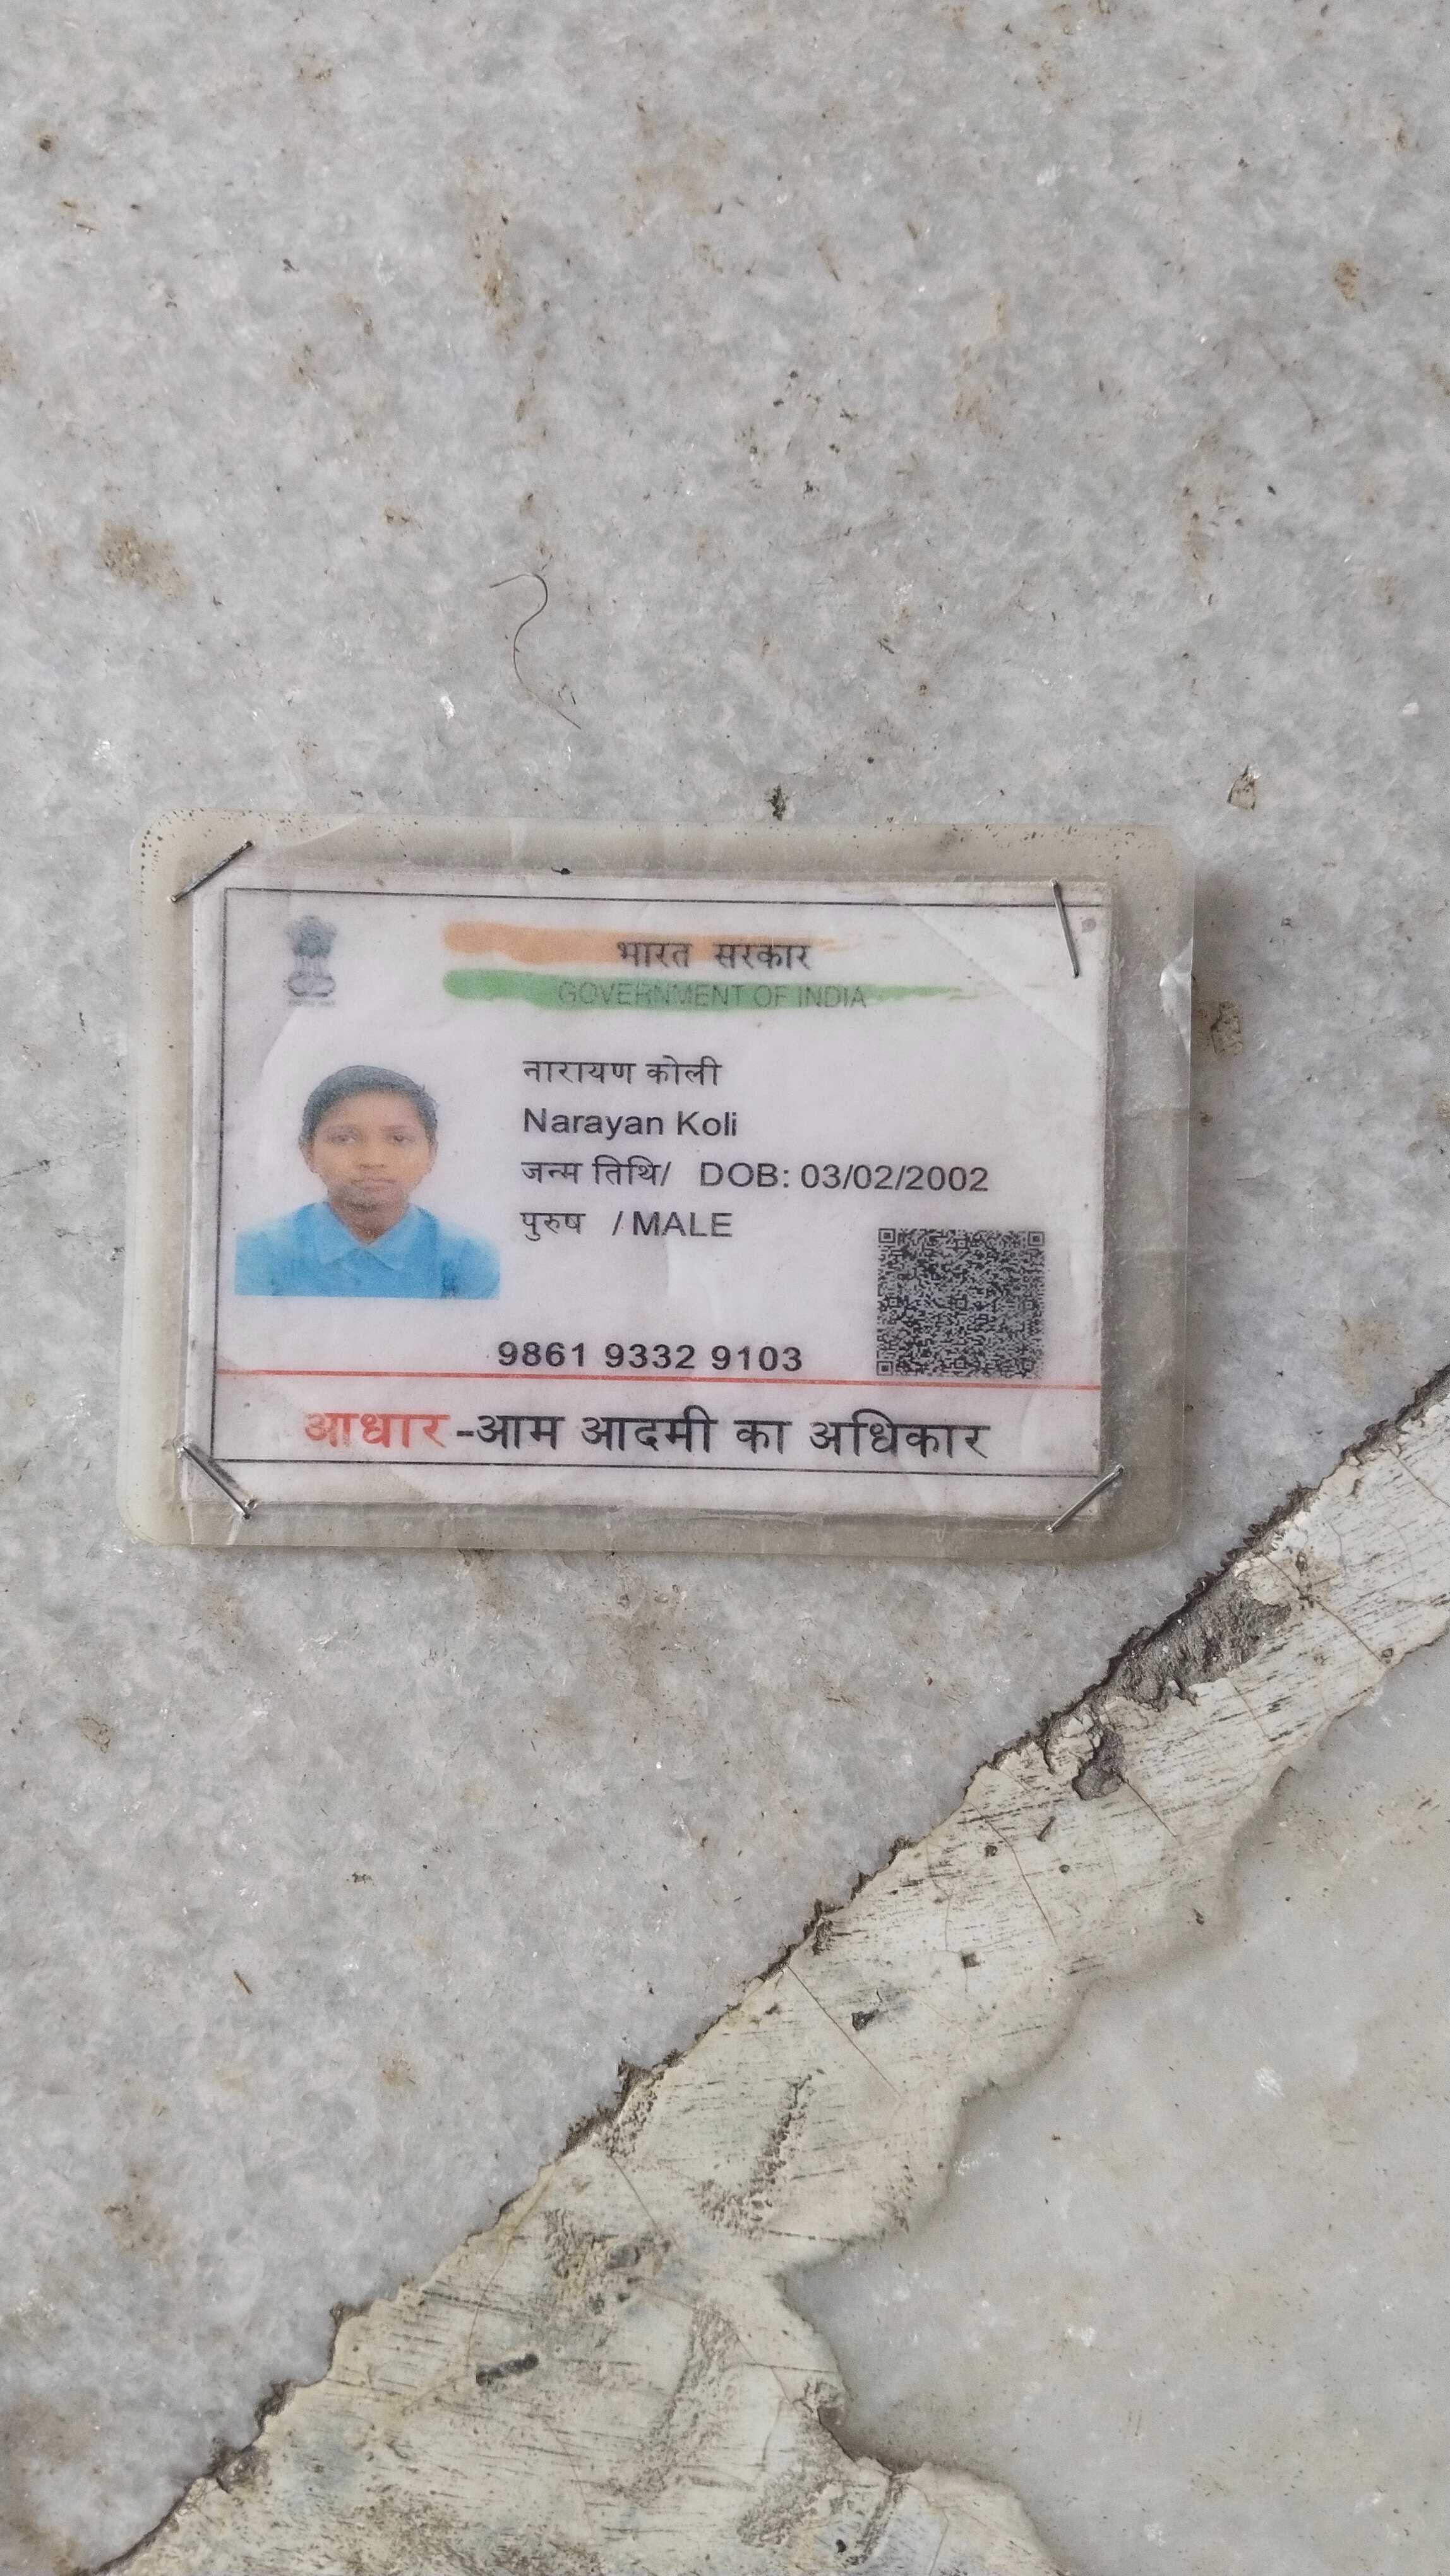 भारत सरकार
GOVERNMENT OF INDIA
नारायण कोली
Narayan Koli
जन्म तिथि/ DOB: 03/02/2002
पुरुष / MALE
9861 9332 9103
आधार-आम आदमी का अधिकार